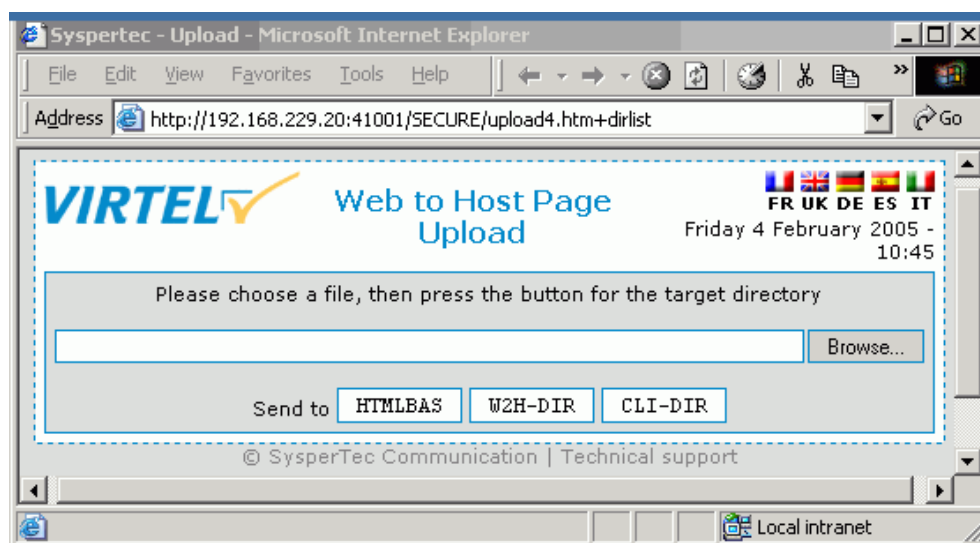 Syspertec - Upload - Microsoft Internet Explorer
File Edit View Favorites Tools Help »
Address http://192.168.229.20:41001/SECURE/upload4.htm+dirlist Go
VIRTEL
Web to Host Page
Upload
FR UK DE ES IT
Friday 4 February 2005 -
10:45
Please choose a file, then press the button for the target directory
Browse...
Send to HTMLBAS W2H-DIR CLI-DIR
© SysperTec Communication | Technical support
Local intranet